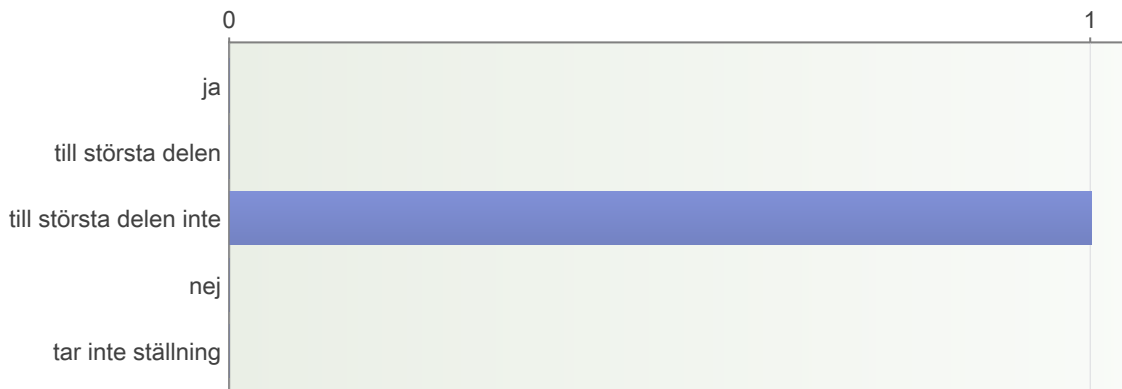 0 1
ja
till största delen
till största delen inte
nej
tar inte ställning